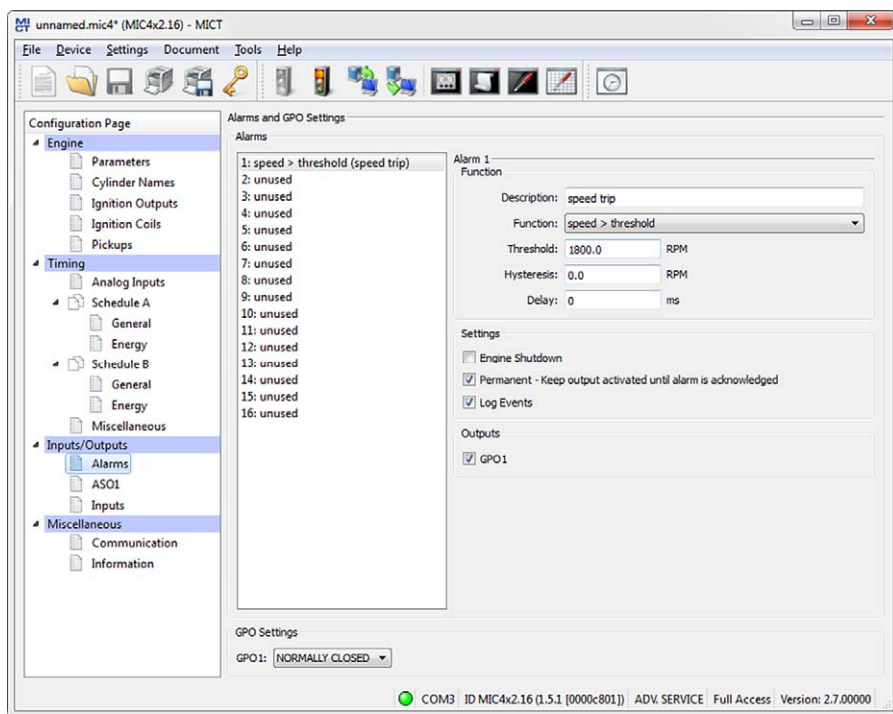 MICT unnamed.mic4* (MIC4x2.16) - MICT
File Device Settings Document Tools Help
Configuration Page
Engine
Parameters
Cylinder Names
Ignition Outputs
Ignition Coils
Pickups
Timing
Analog Inputs
Schedule A
General
Energy
Schedule B
General
Energy
Miscellaneous
Inputs/Outputs
Alarms
ASO1
Inputs
Miscellaneous
Communication
Information
Alarms and GPO Settings
Alarms
1: speed > threshold (speed trip)
2: unused
3: unused
4: unused
5: unused
6: unused
7: unused
8: unused
9: unused
10: unused
11: unused
12: unused
13: unused
14: unused
15: unused
16: unused
Alarm 1
Function
Description: speed trip
Function: speed > threshold
Threshold: 1800.0 RPM
Hysteresis: 0.0 RPM
Delay: 0 ms
Settings
Engine Shutdown
Permanent - Keep output activated until alarm is acknowledged
Log Events
Outputs
GPO1
GPO Settings
GPO1: NORMALLY CLOSED
COM3 ID MIC4x2.16 (1.5.1 [0000c801]) ADV. SERVICE Full Access Version: 2.7.00000